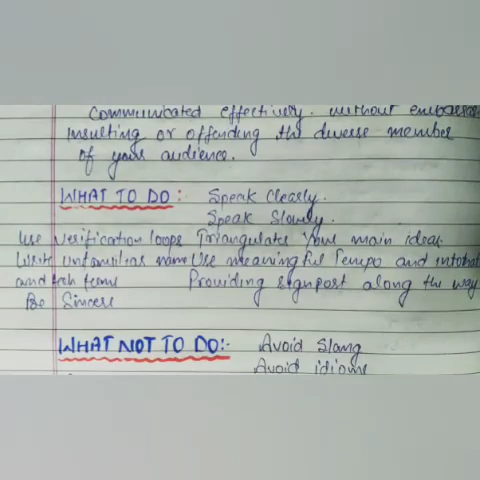 Communicated effectively. without
Insulting or offending the diverse member
of your audience.
WHAT TO DO:- Speak Clearly.
Speak Slowly.
Use Verification loops Triangulates Your main ideas.
Write unfamiliar name Use meaningful Tempo and
and tech terms Providing signpost along the way
Be Sincere
WHAT NOT TO DO:- Avoid Slang
Avoid idioms